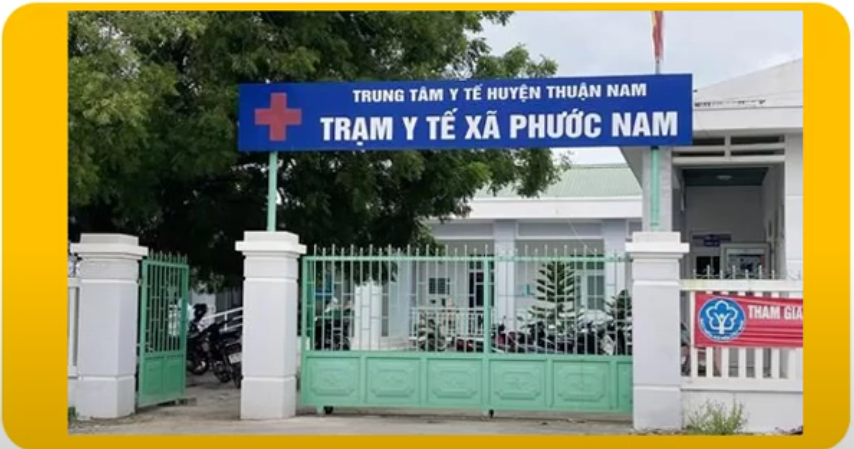 TRUNG TÂM Y TẾ HUYỆN THUẬN NAM
TRẠM Y TẾ XÃ PHƯỚC NAM
THAM GIA